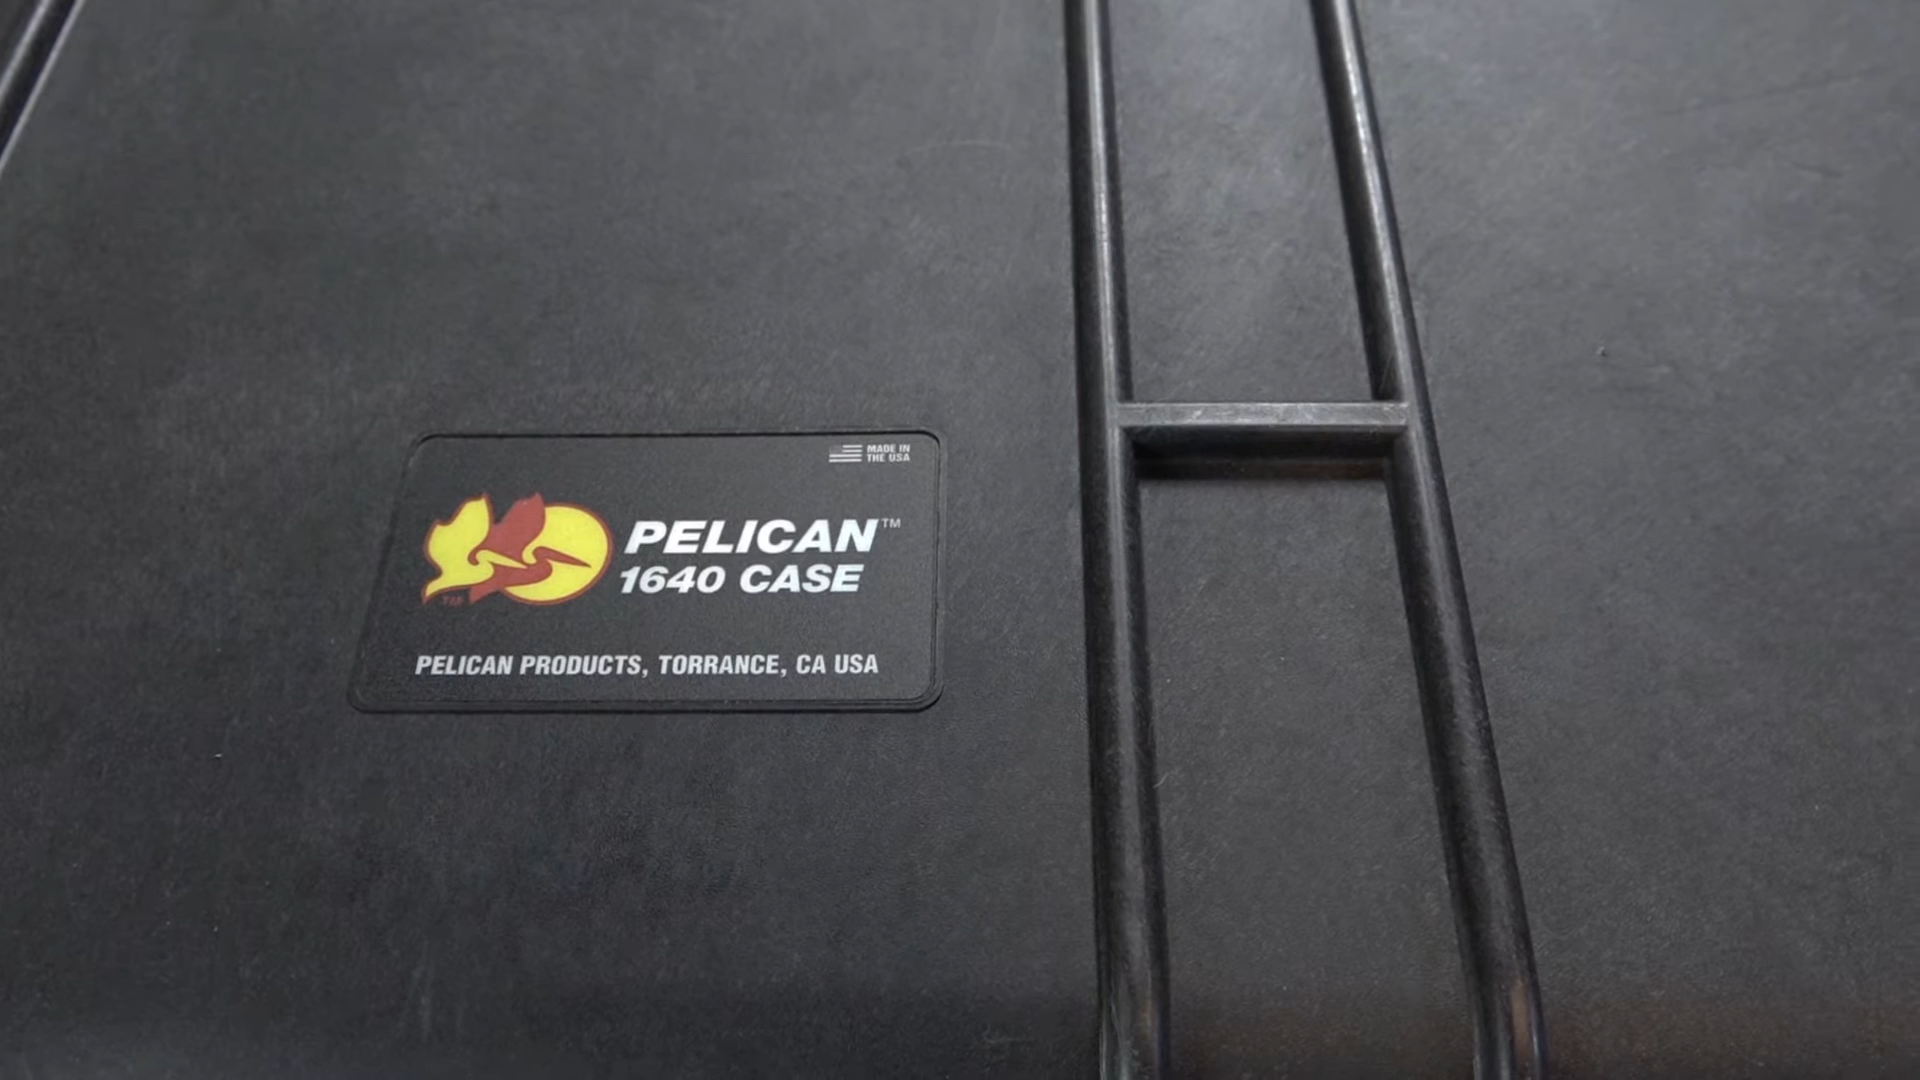 MADE IN
THE USA
PELICAN™
1640 CASE
PELICAN PRODUCTS, TORRANCE, CA USA